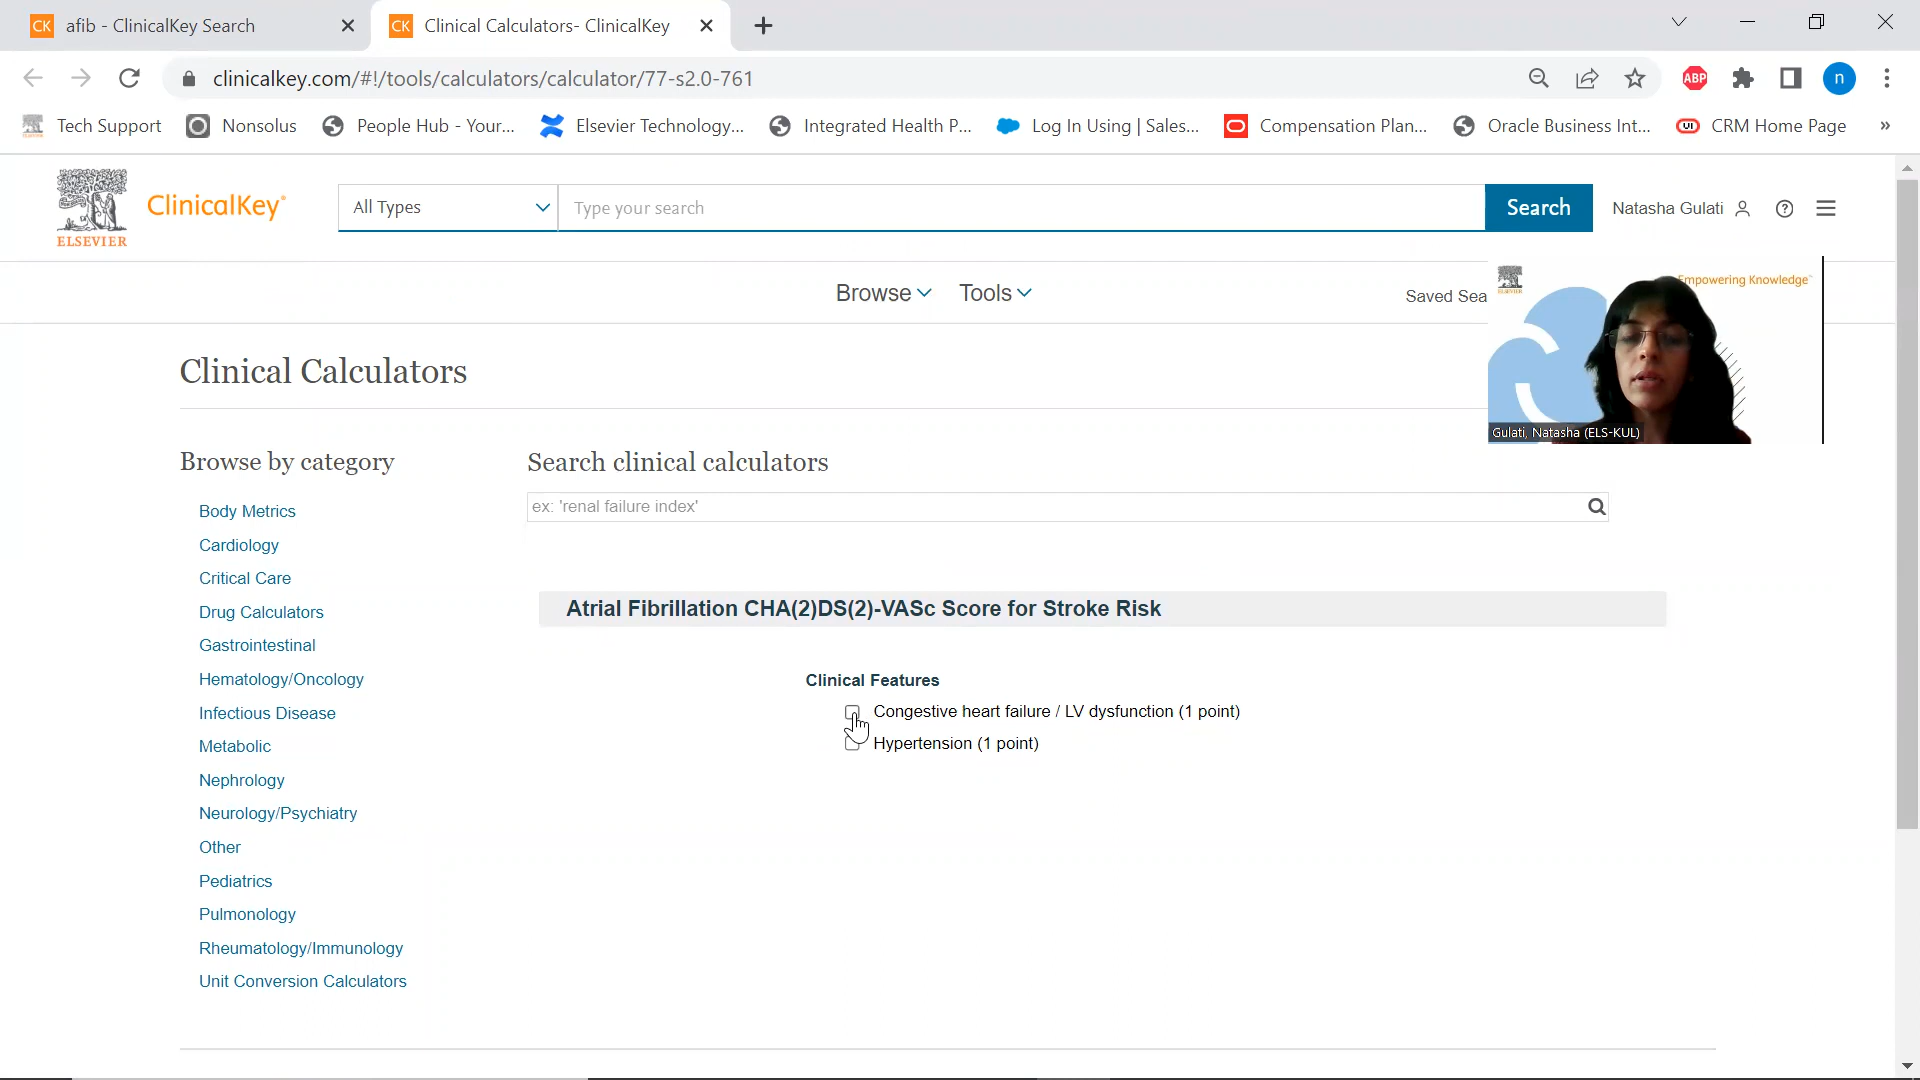 CK afib - ClinicalKey Search
CK Clinical Calculators- ClinicalKey
clinicalkey.com/#!/tools/calculators/calculator/77-s2.0-761
ABP
n
Tech Support
Nonsolus
People Hub - Your...
Elsevier Technology...
Integrated Health P...
Log In Using | Sales...
Compensation Plan...
Oracle Business Int...
UI CRM Home Page
»
ELSEVIER
ClinicalKey®
All Types
Type your search
Search
Natasha Gulati
Browse
Tools
Saved Sea
Empowering Knowledge™
Gulati, Natasha (ELS-KUL)
Clinical Calculators
Browse by category
Body Metrics
Cardiology
Critical Care
Drug Calculators
Gastrointestinal
Hematology/Oncology
Infectious Disease
Metabolic
Nephrology
Neurology/Psychiatry
Other
Pediatrics
Pulmonology
Rheumatology/Immunology
Unit Conversion Calculators
Search clinical calculators
ex: 'renal failure index'
Atrial Fibrillation CHA(2)DS(2)-VASc Score for Stroke Risk
Clinical Features
Congestive heart failure / LV dysfunction (1 point)
Hypertension (1 point)